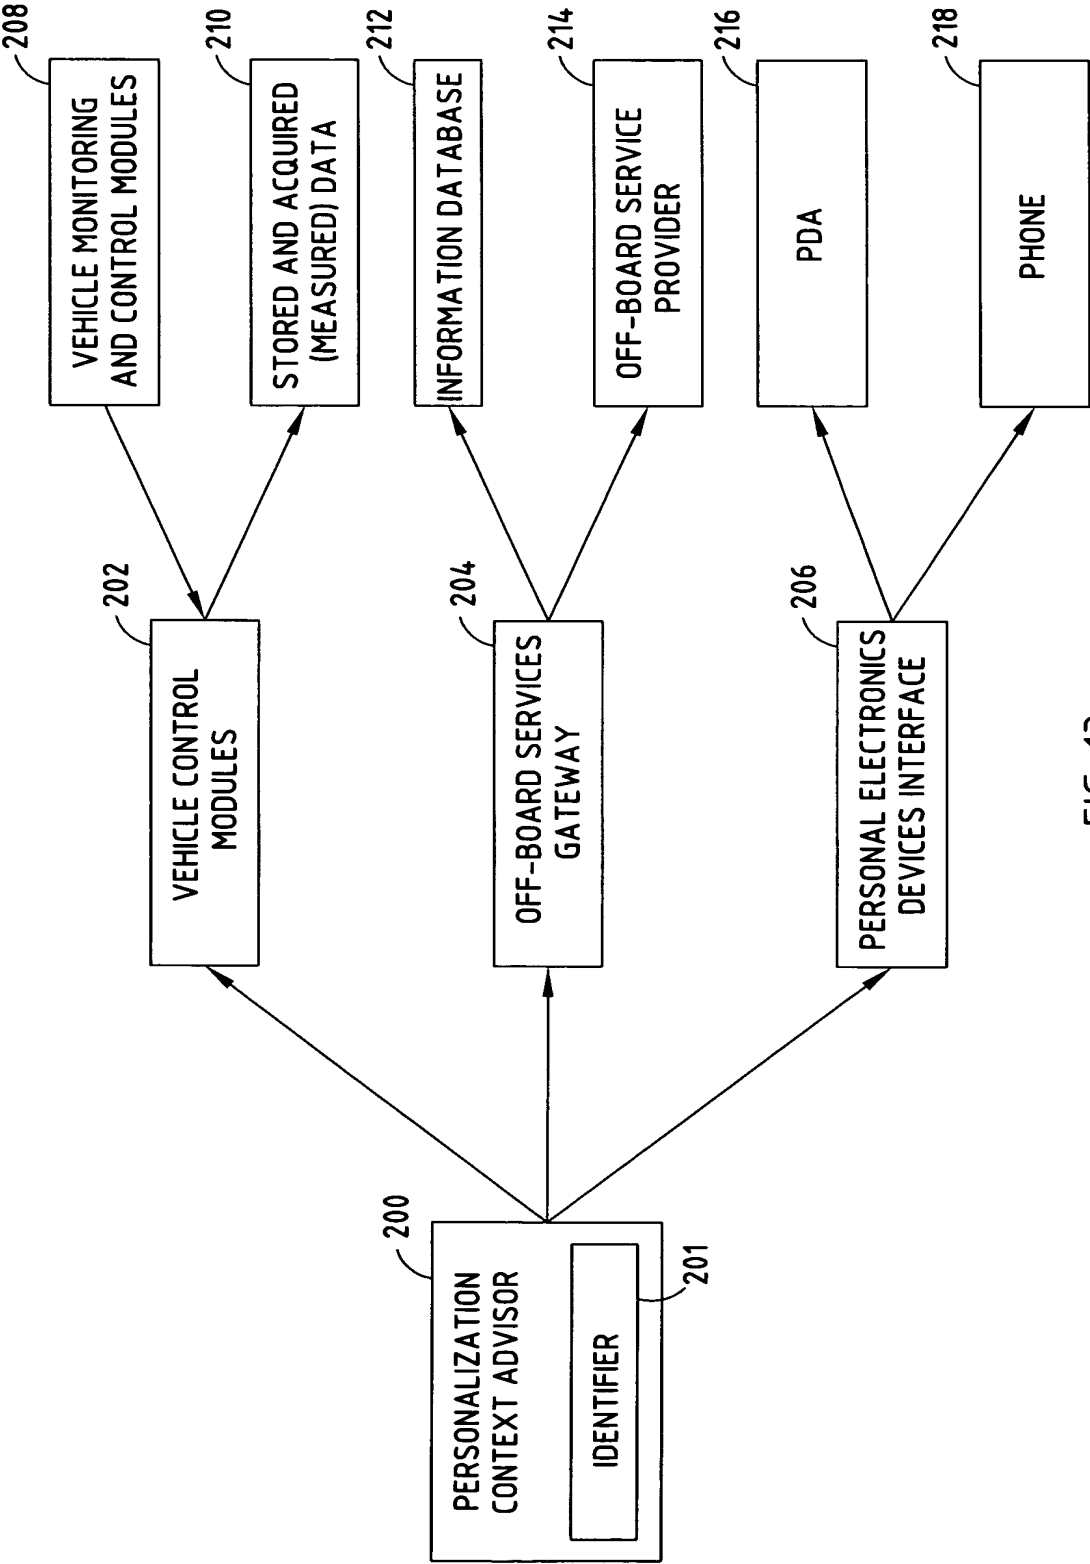 200
PERSONALIZATION
CONTEXT ADVISOR
IDENTIFIER
201
202
VEHICLE CONTROL
MODULES
204
OFF-BOARD SERVICES
GATEWAY
206
PERSONAL ELECTRONICS
DEVICES INTERFACE
208
VEHICLE MONITORING
AND CONTROL MODULES
210
STORED AND ACQUIRED
(MEASURED) DATA
212
INFORMATION DATABASE
214
OFF-BOARD SERVICE
PROVIDER
216
PDA
218
PHONE
FIG.